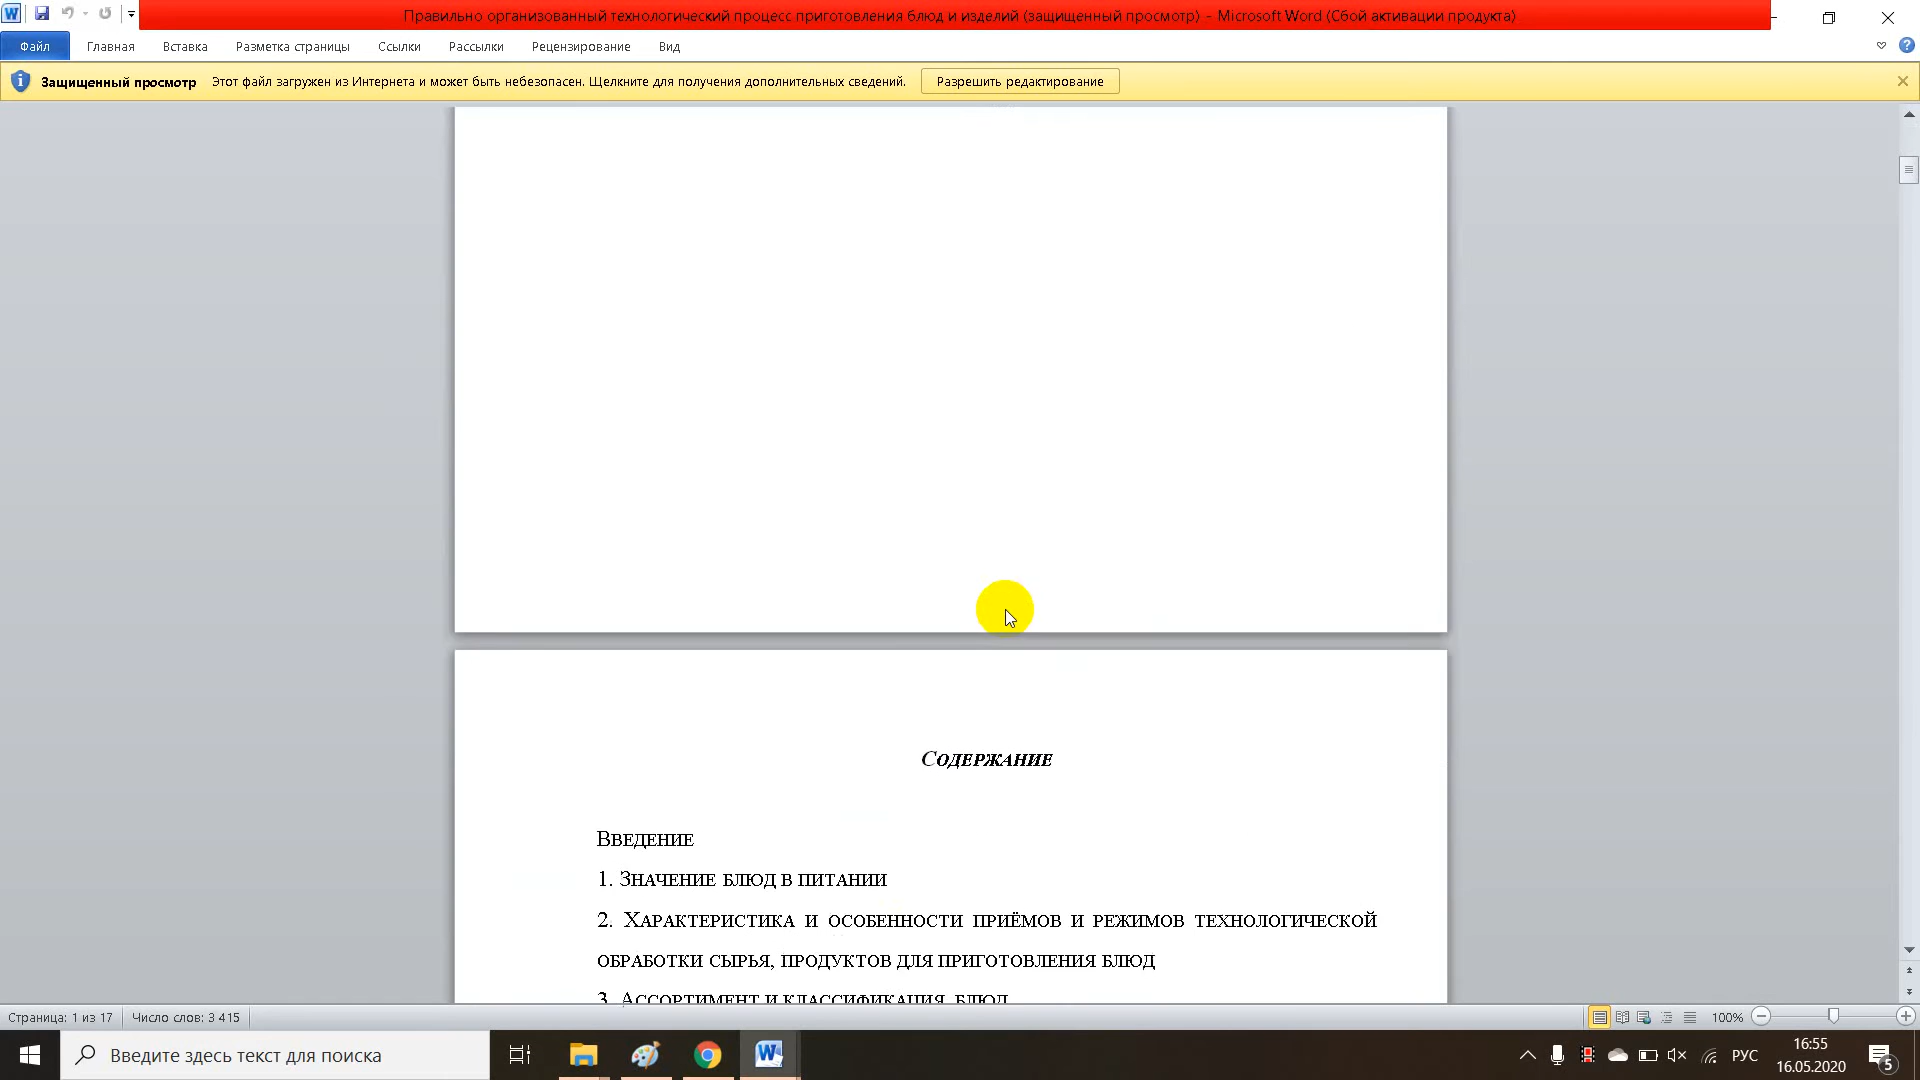 Правильно организованный технологический процесс приготовления блюд и изделий (защищенный просмотр) - Microsoft Word (Сбой активации продукта)
Файл Главная Вставка Разметка страницы Ссылки Рассылки Рецензирование Вид
Защищенный просмотр Этот файл загружен из Интернета и может быть небезопасен. Щелкните для получения дополнительных сведений. Разрешить редактирование
СОДЕРЖАНИЕ
ВВЕДЕНИЕ
1. ЗНАЧЕНИЕ БЛЮД В ПИТАНИИ
2. ХАРАКТЕРИСТИКА И ОСОБЕННОСТИ ПРИЁМОВ И РЕЖИМОВ ТЕХНОЛОГИЧЕСКОЙ
ОБРАБОТКИ СЫРЬЯ, ПРОДУКТОВ ДЛЯ ПРИГОТОВЛЕНИЯ БЛЮД
3. АССОРТИМЕНТ И КЛАССИФИКАЦИЯ БЛЮД
Страница: 1 из 17 Число слов: 3 415 100%
Введите здесь текст для поиска РУС 16:55
16.05.2020 5